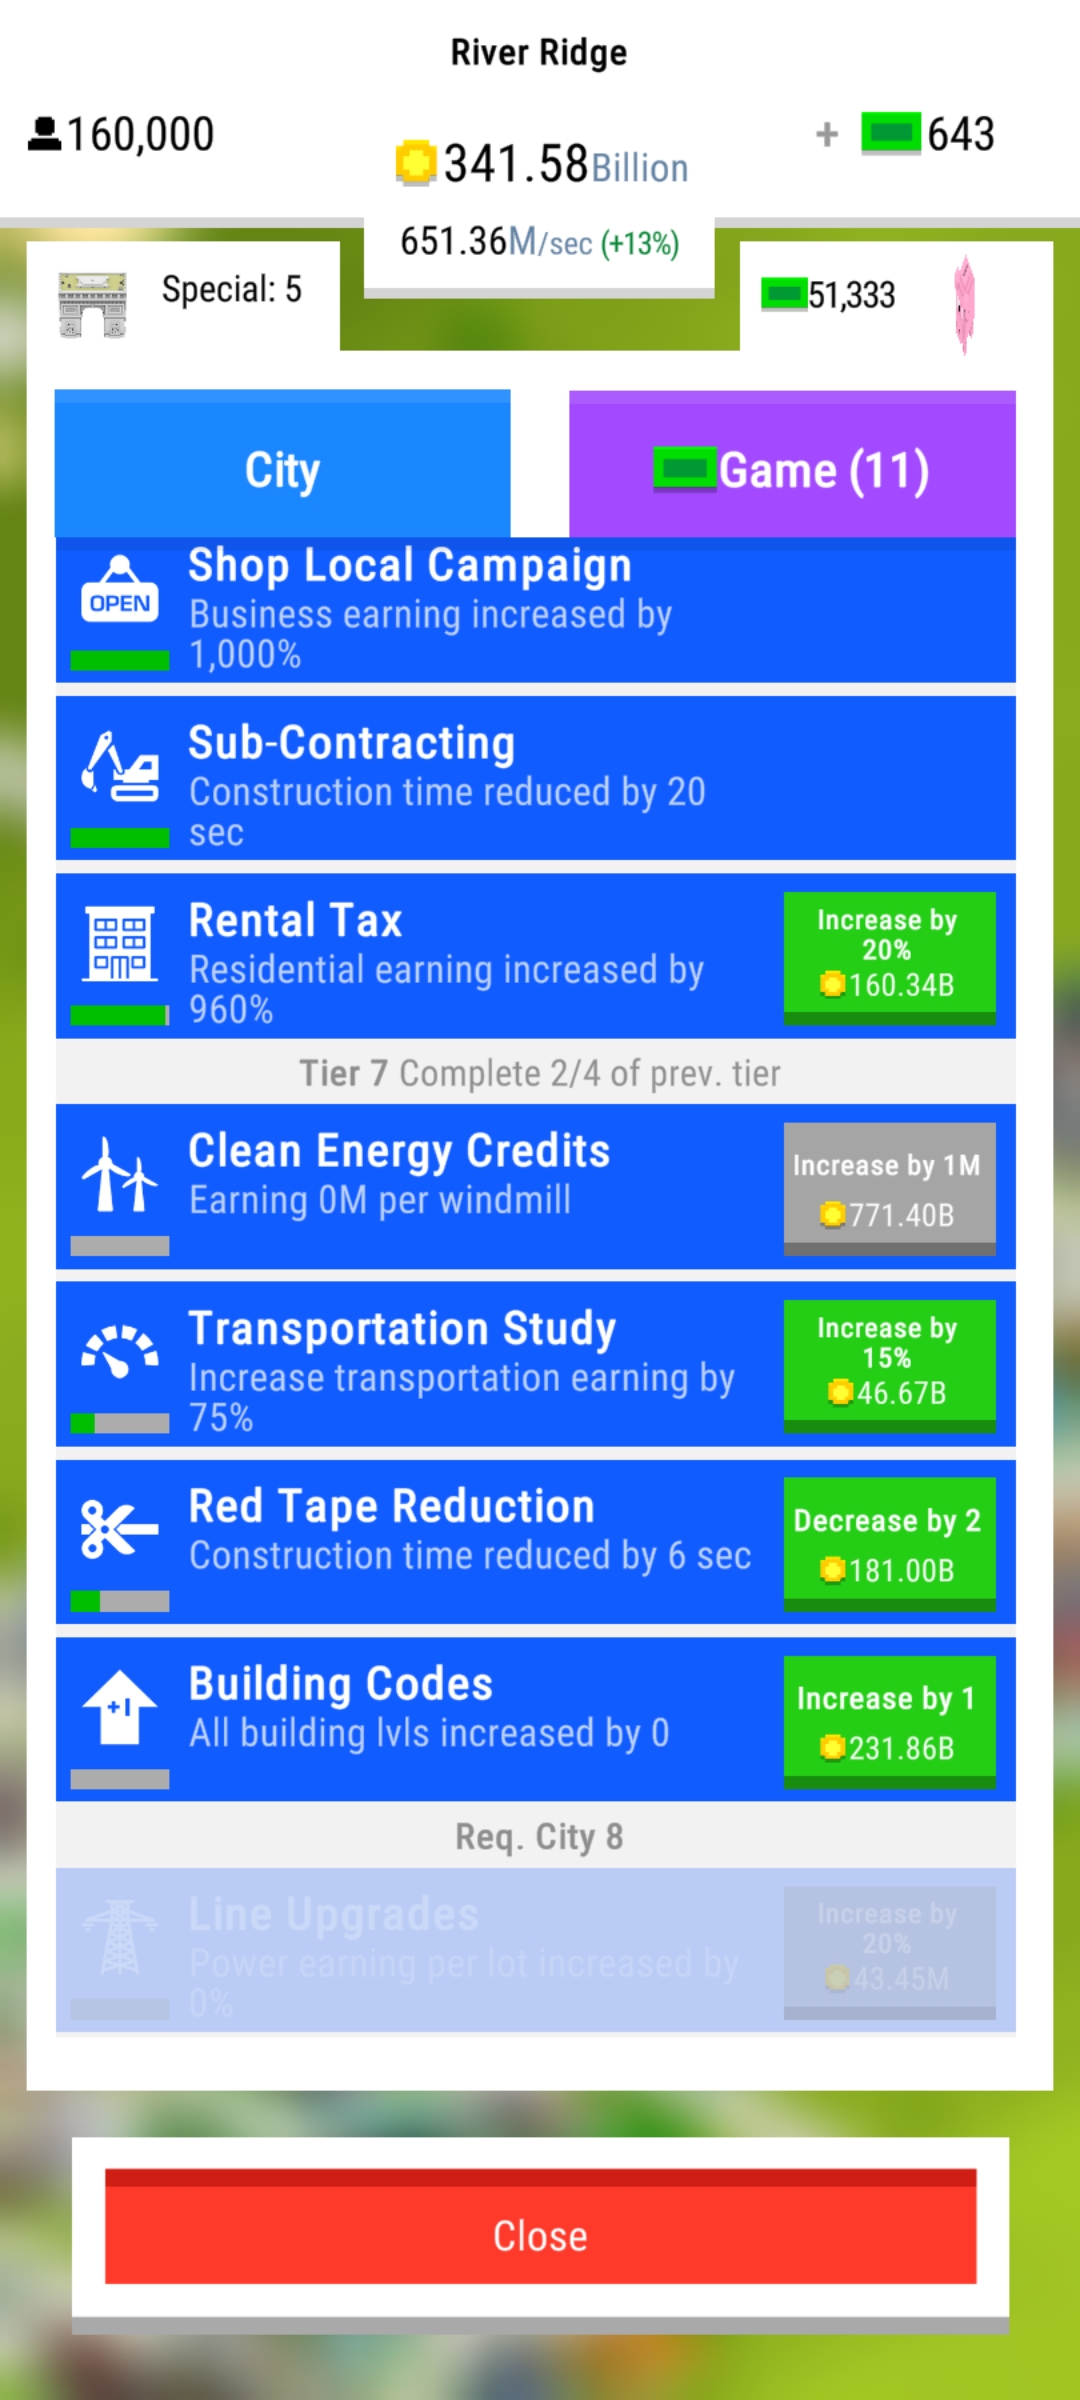 River Ridge
160,000
341.58Billion
+ 643
651.36M/sec (+13%)
Special: 5
51,333
City
Game (11)
OPEN
Shop Local Campaign
Business earning increased by
1,000%
Sub-Contracting
Construction time reduced by 20
sec
Rental Tax
Residential earning increased by
960%
Increase by
20%
160.34B
Tier 7 Complete 2/4 of prev. tier
Clean Energy Credits
Earning 0M per windmill
Increase by 1M
771.40B
Transportation Study
Increase transportation earning by
75%
Increase by
15%
46.67B
Red Tape Reduction
Construction time reduced by 6 sec
Decrease by 2
181.00B
+1
Building Codes
All building lvls increased by 0
Increase by 1
231.86B
Req. City 8
Line Upgrades
Power earning per lot increased by
0%
Increase by
20%
43.45M
Close